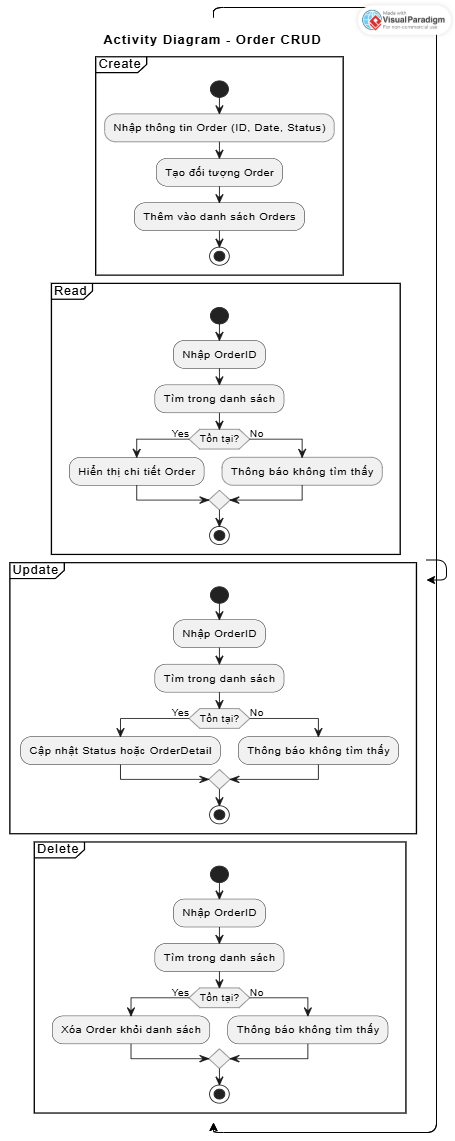 Made with
Visual Paradigm
For non-commercial use
Activity Diagram - Order CRUD
Create
Nhập thông tin Order (ID, Date, Status)
Tạo đối tượng Order
Thêm vào danh sách Orders
Read
Nhập OrderID
Tìm trong danh sách
Tồn tại?
Yes
No
Hiển thị chi tiết Order
Thông báo không tìm thấy
Update
Nhập OrderID
Tìm trong danh sách
Tồn tại?
Yes
No
Cập nhật Status hoặc OrderDetail
Thông báo không tìm thấy
Delete
Nhập OrderID
Tìm trong danh sách
Tồn tại?
Yes
No
Xóa Order khỏi danh sách
Thông báo không tìm thấy